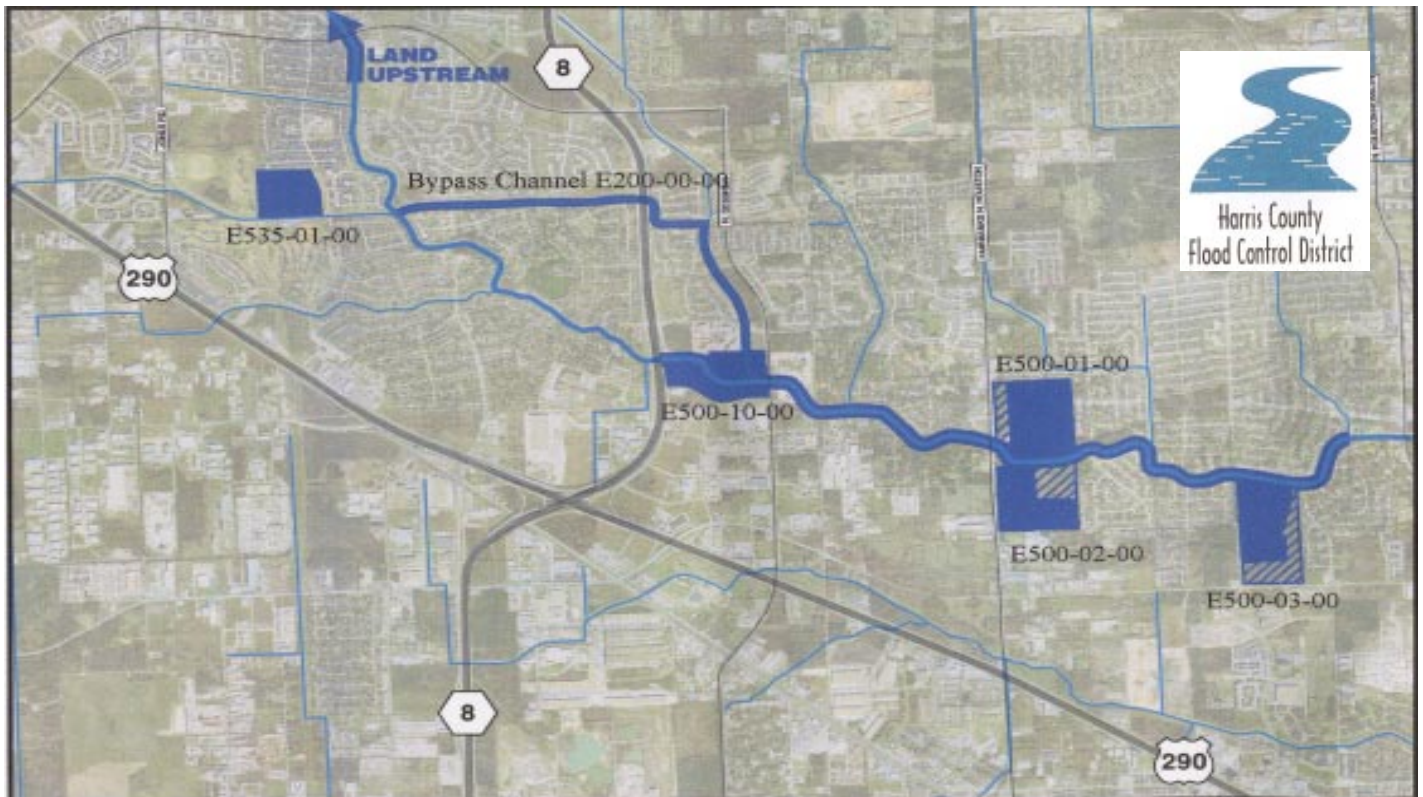 LAND
UPSTREAM
8
Bypass Channel E200-00-00
E535-01-00
290
E500-01-00
E500-10-00
E500-02-00
E500-03-00
8
290
Harris County
Flood Control District